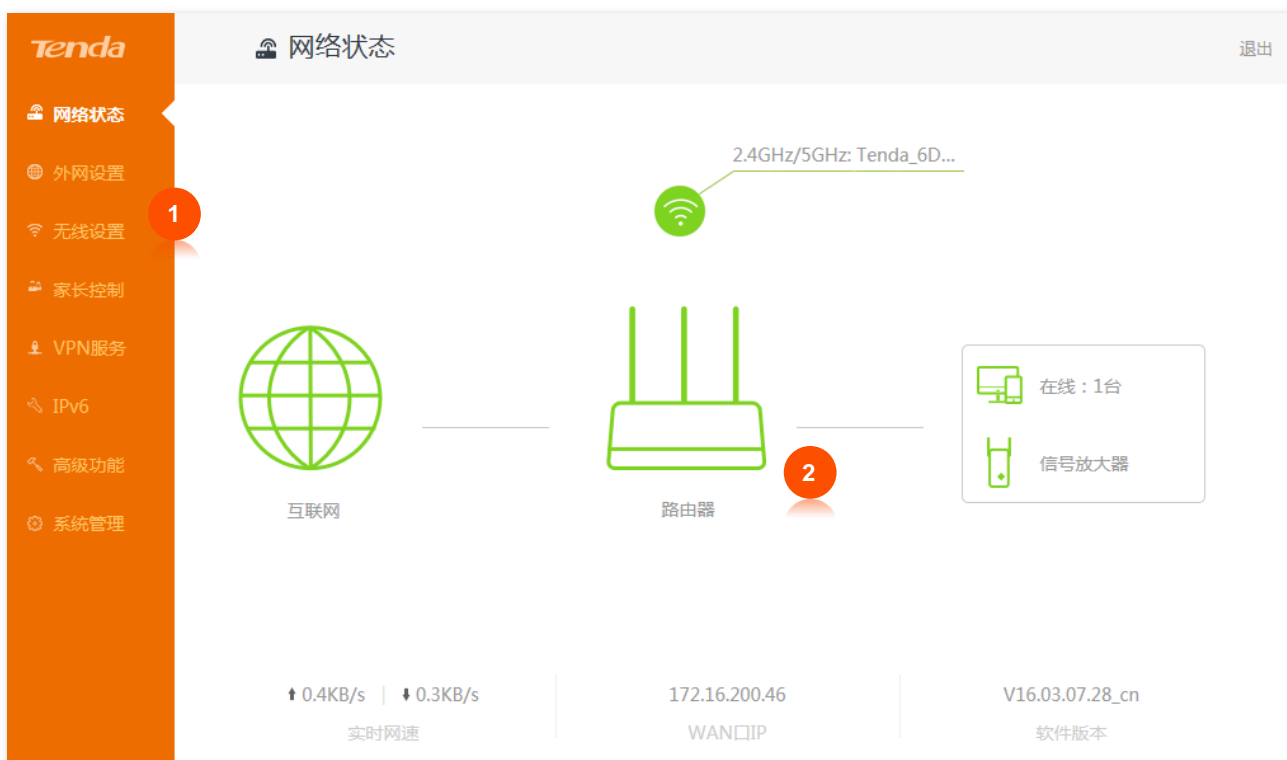 Tenda
网络状态
退出
网络状态
外网设置
无线设置
家长控制
VPN服务
IPv6
高级功能
系统管理
1
2.4GHz/5GHz: Tenda_6D...
在线：1台
信号放大器
2
互联网
路由器
0.4KB/s | 0.3KB/s
实时网速
172.16.200.46
WAN口IP
V16.03.07.28_cn
软件版本